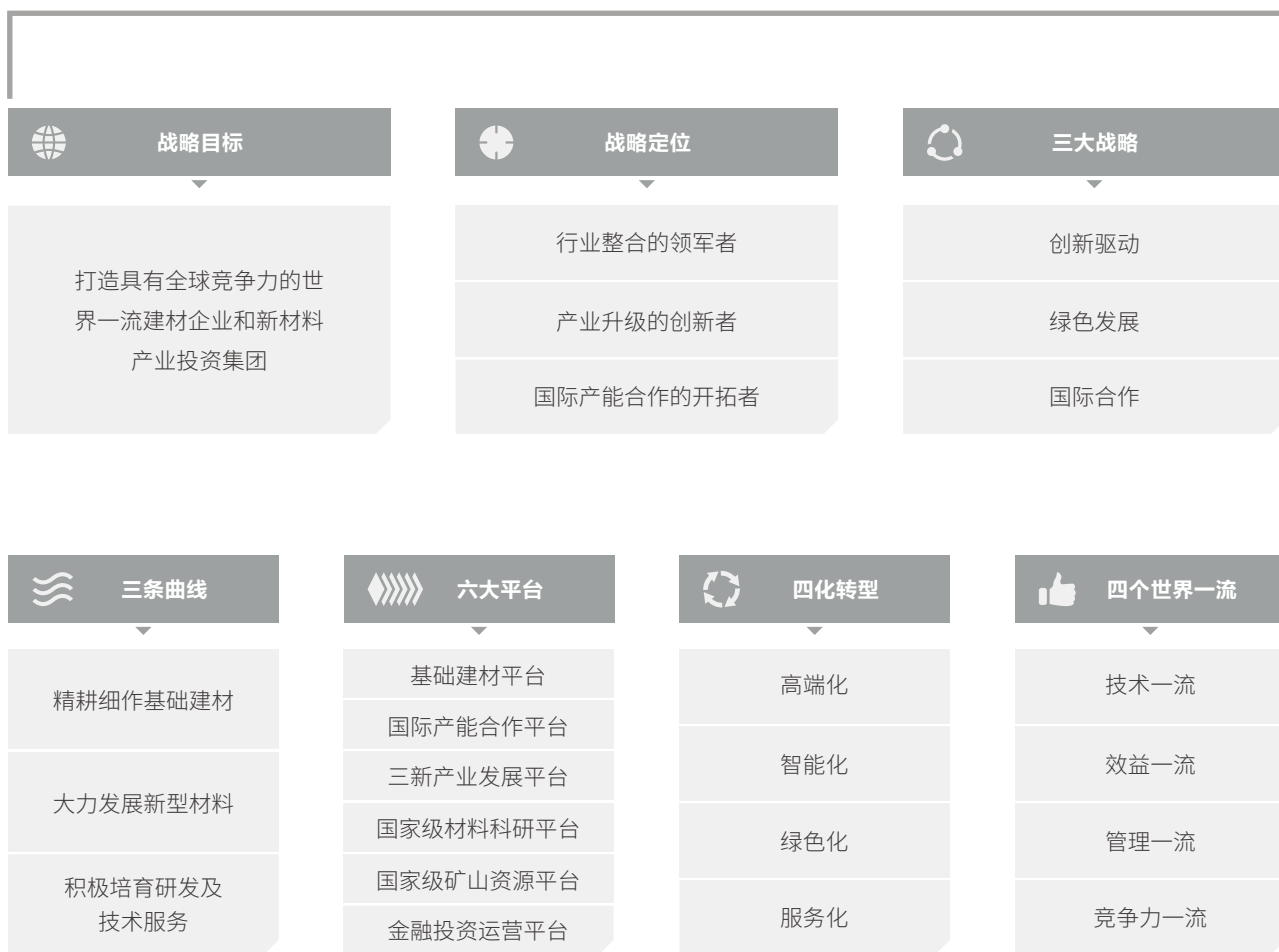 战略目标
打造具有全球竞争力的世
界一流建材企业和新材料
产业投资集团
战略定位
行业整合的领军者
产业升级的创新者
国际产能合作的开拓者
三大战略
创新驱动
绿色发展
国际合作
三条曲线
精耕细作基础建材
大力发展新型材料
积极培育研发及
技术服务
六大平台
基础建材平台
国际产能合作平台
三新产业发展平台
国家级材料科研平台
国家级矿山资源平台
金融投资运营平台
四化转型
高端化
智能化
绿色化
服务化
四个世界一流
技术一流
效益一流
管理一流
竞争力一流